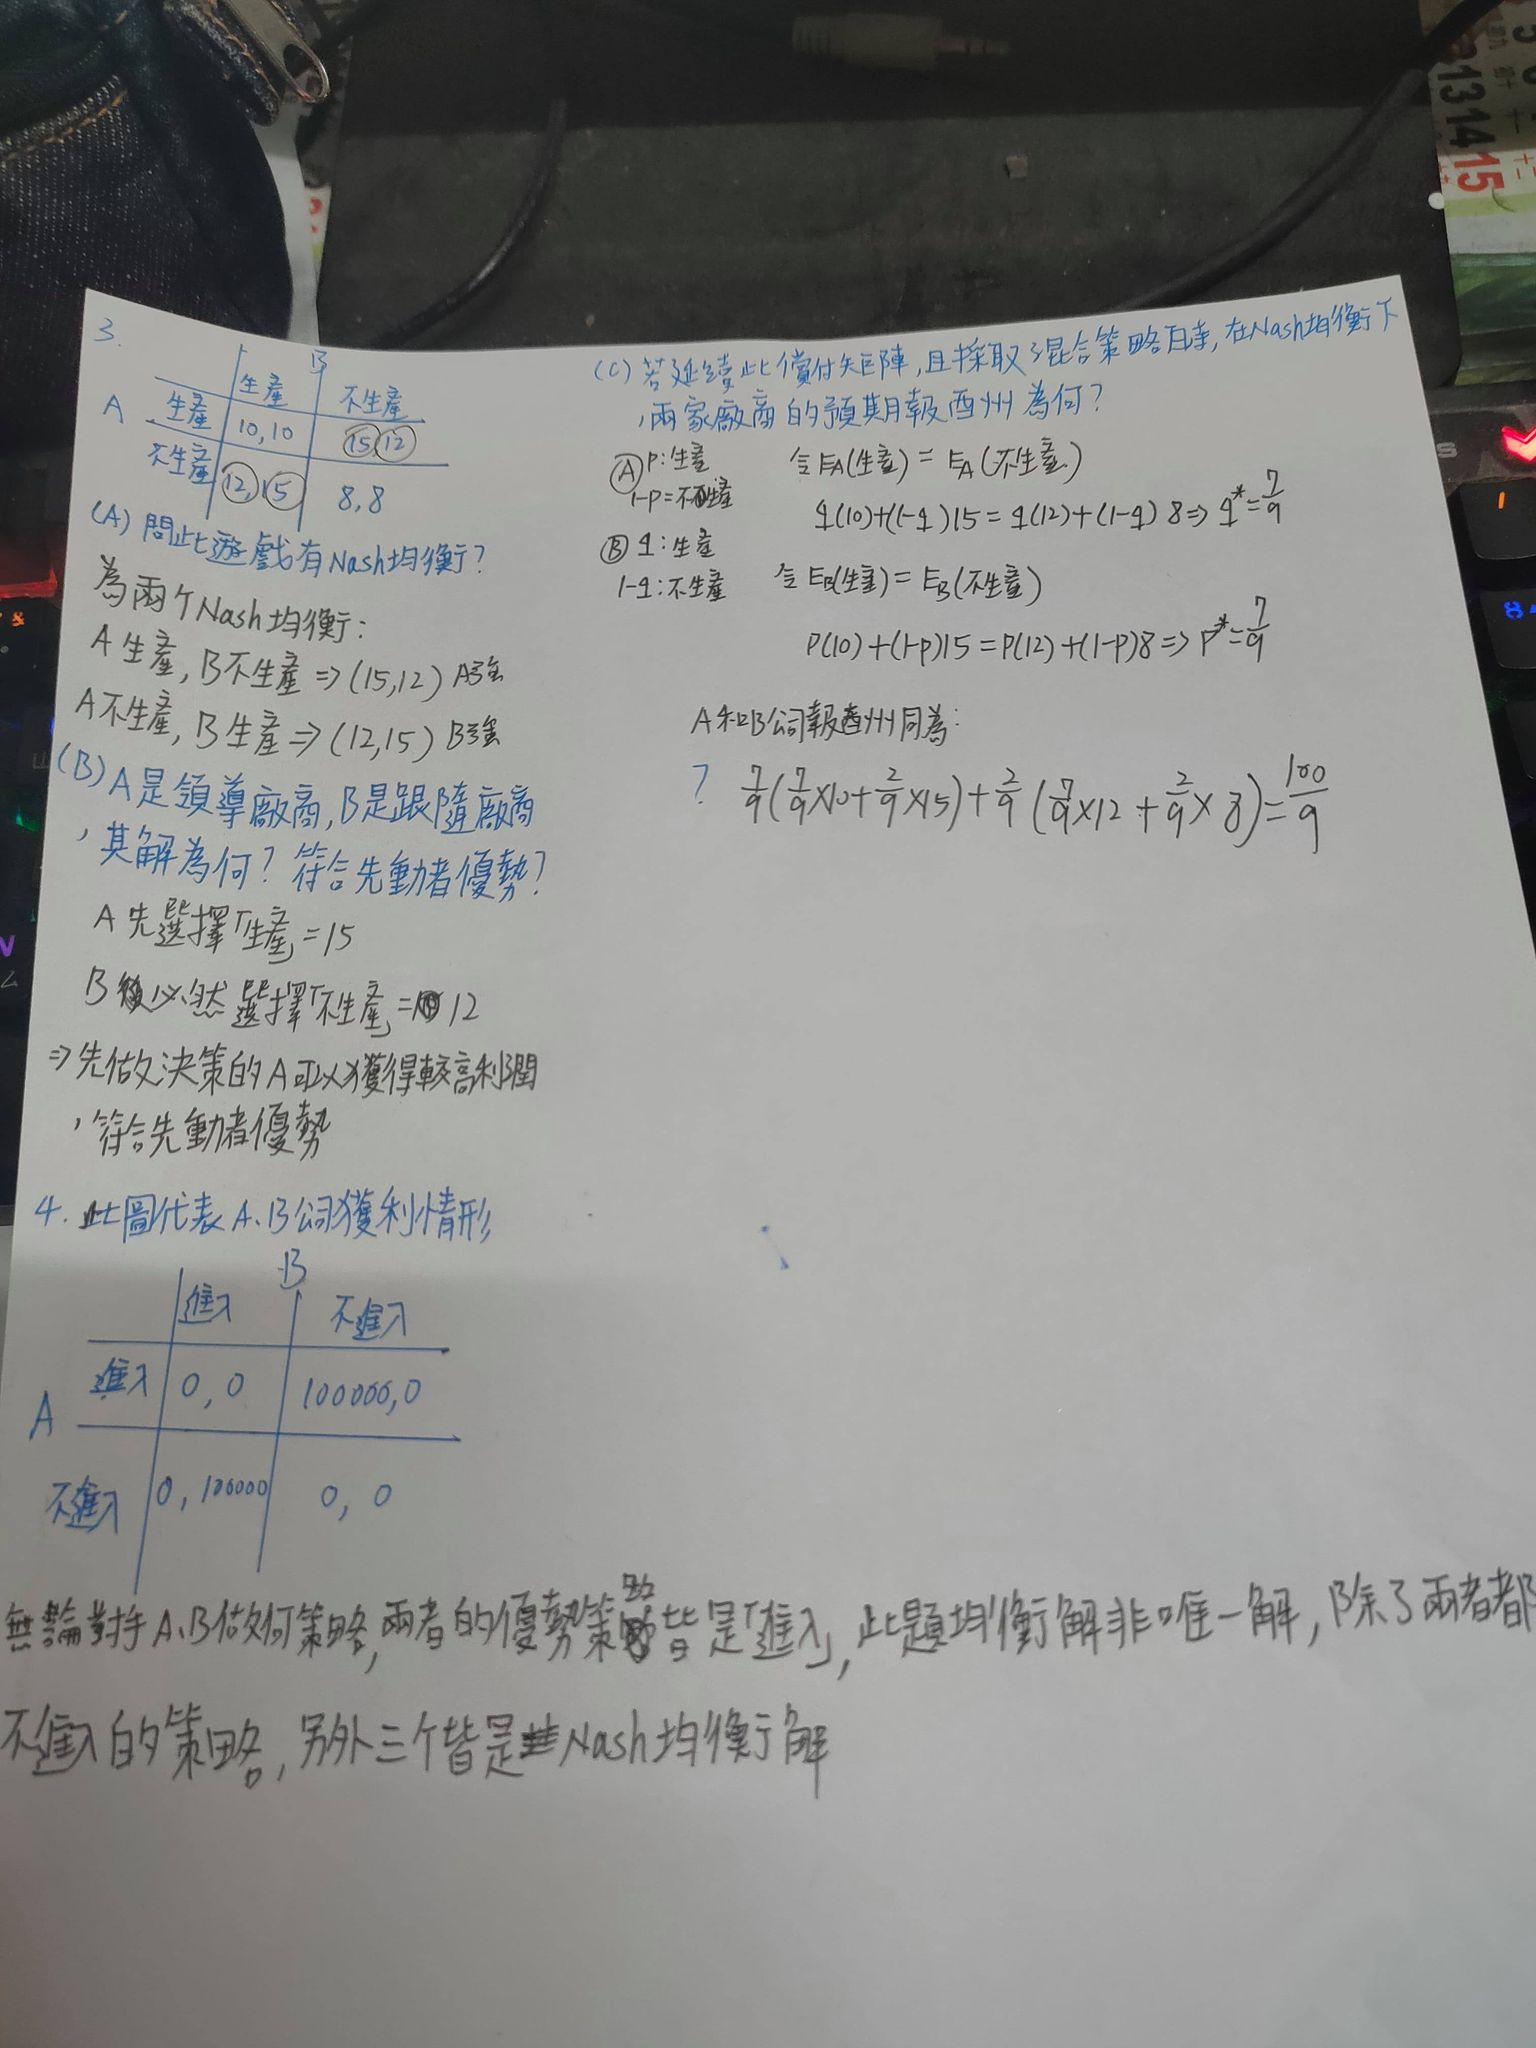 3.
B
生產 不生產
A 生產 10,10 15,12
不生產 12,15 8,8
(A) 問此遊戲有Nash均衡?
為兩个Nash均衡:
A生產, B不生產⇒(15,12) A強
A不生產, B生產⇒(12,15) B強
(B) A是領導廠商, B是跟隨廠商
, 其解為何? 符合先動者優勢?
A先選擇「生產」=15
B後必然選擇「不生產」=12
⇒先做決策的A可以獲得較高利潤
, 符合先動者優勢
(C) 若延續此償付矩陣, 且採取混合策略時, 在Nash均衡下
, 兩家廠商的預期報酬為何?
A p:生產
1-p=不生產
令EA(生產)=EA(不生產)
q(10)+(1-q)15=q(12)+(1-q)8⇒q*=7/9
B q:生產
1-q:不生產
令EB(生產)=EB(不生產)
P(10)+(1-p)15=P(12)+(1-P)8⇒P*=7/9
A和B公司報酬同為:
? 7/9(7/9×10+2/9×15)+2/9(7/9×12+2/9×8)=100/9
4. 此圖代表A、B公司獲利情形
B
進入 不進入
A 進入 0,0 100000,0
不進入 0,100000 0,0
無論對手A、B做何策略, 兩者的優勢策略皆是「進入」, 此題均衡解非唯一解, 除了兩者都
不進入的策略, 另外三个皆是Nash均衡解
13 14 15
十二
5
6
1
8
S